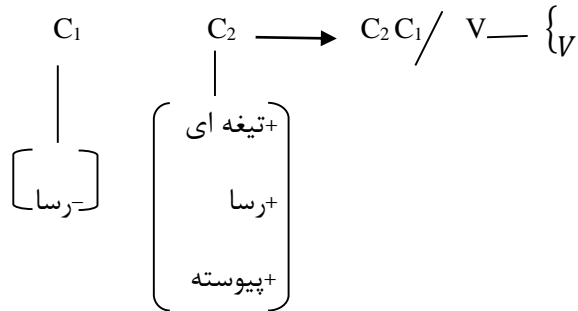 C₁ C₂ → C₂ C₁ / V — { V
+تیغه ای
-رسا +رسا
+پیوسته